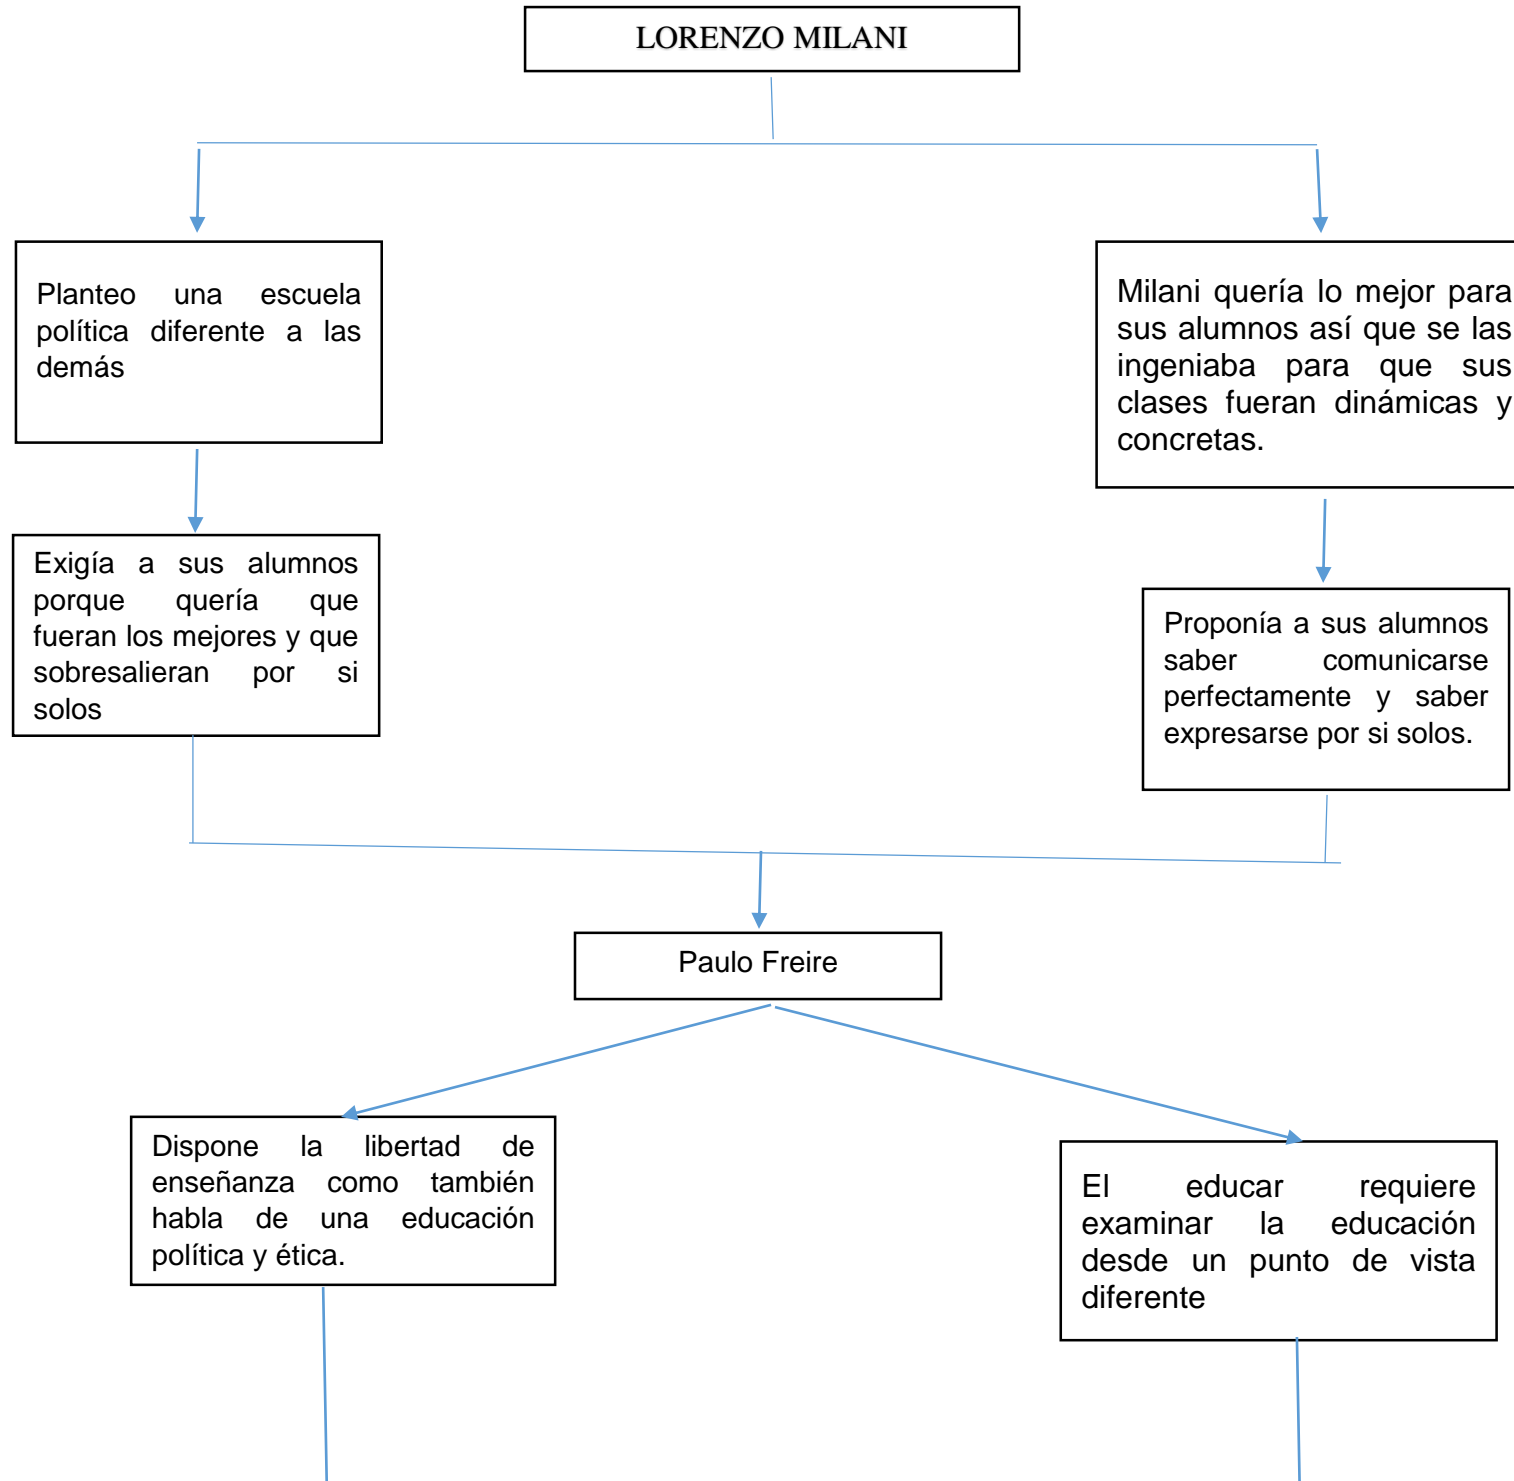 LORENZO MILANI
Planteo una escuela
política diferente a las
demás
Milani quería lo mejor para
sus alumnos así que se las
ingeniaba para que sus
clases fueran dinámicas y
concretas.
Exigía a sus alumnos
porque quería que
fueran los mejores y que
sobresalieran por si
solos
Proponía a sus alumnos
saber comunicarse
perfectamente y saber
expresarse por si solos.
Paulo Freire
Dispone la libertad de
enseñanza como también
habla de una educación
política y ética.
El educar requiere
examinar la educación
desde un punto de vista
diferente